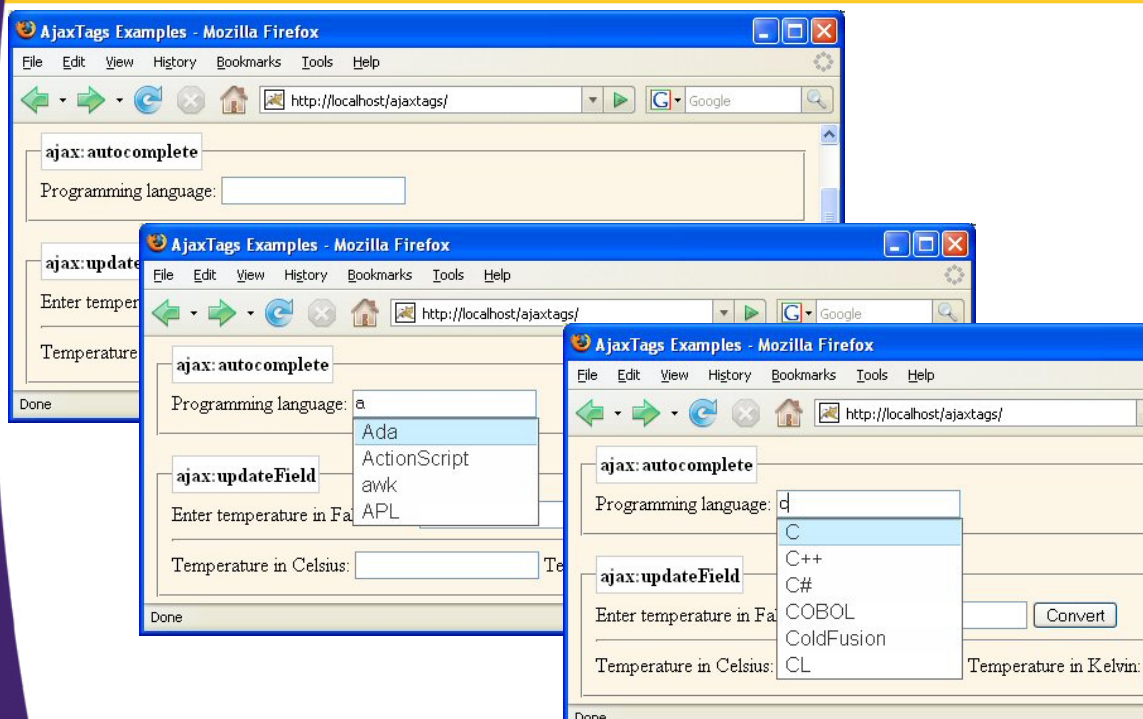 AjaxTags Examples - Mozilla Firefox
File Edit View History Bookmarks Tools Help
http://localhost/ajaxtags/ G Google
ajax:autocomplete
Programming language:
ajax:update
Enter temper
Temperature
Done
AjaxTags Examples - Mozilla Firefox
File Edit View History Bookmarks Tools Help
http://localhost/ajaxtags/ G Google
ajax:autocomplete
Programming language: a
Ada
ActionScript
awk
APL
ajax:updateField
Enter temperature in Fa
Temperature in Celsius: Te
Done
AjaxTags Examples - Mozilla Firefox
File Edit View History Bookmarks Tools Help
http://localhost/ajaxtags/
ajax:autocomplete
Programming language: c
C
C++
C#
COBOL
ColdFusion
CL
ajax:updateField
Enter temperature in Fa Convert
Temperature in Celsius: Temperature in Kelvin:
Done